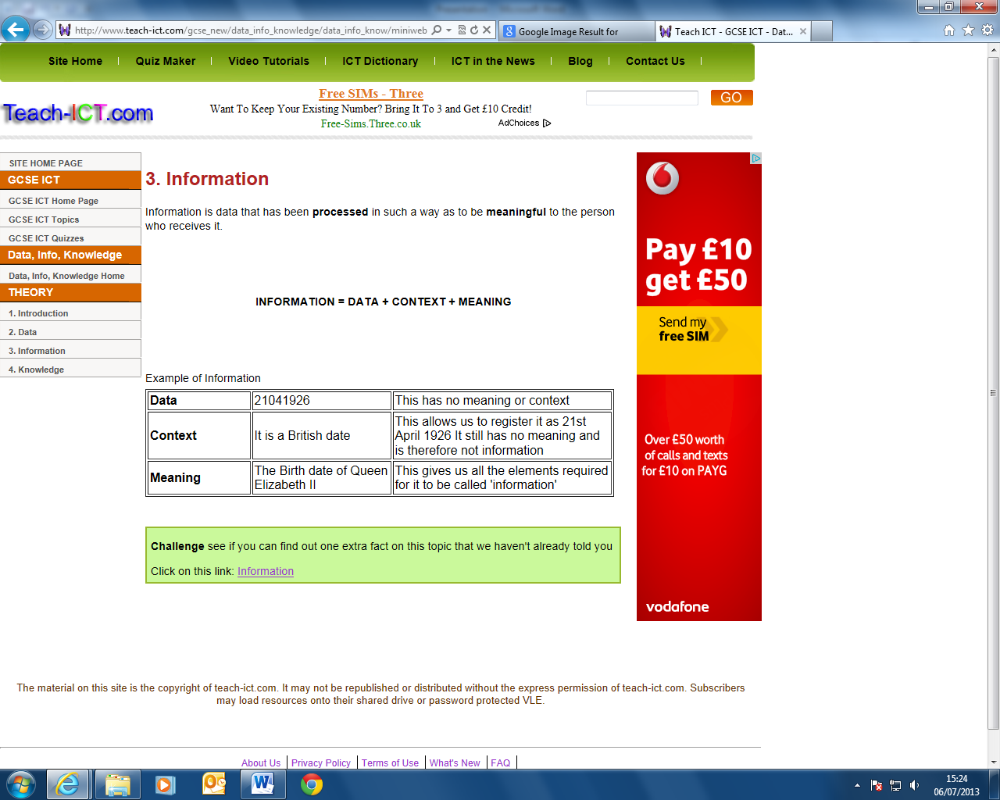 http://www.teach-ict.com/gcse_new/data_info_knowledge/data_info_know/miniweb
Google Image Result for
Teach ICT - GCSE ICT - Dat...
Site Home
Quiz Maker
Video Tutorials
ICT Dictionary
ICT in the News
Blog
Contact Us
Teach-ICT.com
Free SIMs - Three
Want To Keep Your Existing Number? Bring It To 3 and Get £10 Credit!
Free-Sims.Three.co.uk
AdChoices
GO
SITE HOME PAGE
GCSE ICT
GCSE ICT Home Page
GCSE ICT Topics
GCSE ICT Quizzes
Data, Info, Knowledge
Data, Info, Knowledge Home
THEORY
1. Introduction
2. Data
3. Information
4. Knowledge
3. Information
Information is data that has been processed in such a way as to be meaningful to the person
who receives it.
INFORMATION = DATA + CONTEXT + MEANING
Example of Information
Data
21041926
This has no meaning or context
Context
It is a British date
This allows us to register it as 21st
April 1926 It still has no meaning and
is therefore not information
Meaning
The Birth date of Queen
Elizabeth II
This gives us all the elements required
for it to be called 'information'
Challenge see if you can find out one extra fact on this topic that we haven't already told you
Click on this link: Information
Pay £10
get £50
Send my
free SIM
Over £50 worth
of calls and texts
for £10 on PAYG
vodafone
The material on this site is the copyright of teach-ict.com. It may not be republished or distributed without the express permission of teach-ict.com. Subscribers
may load resources onto their shared drive or password protected VLE.
About Us
Privacy Policy
Terms of Use
What's New
FAQ
15:24
06/07/2013